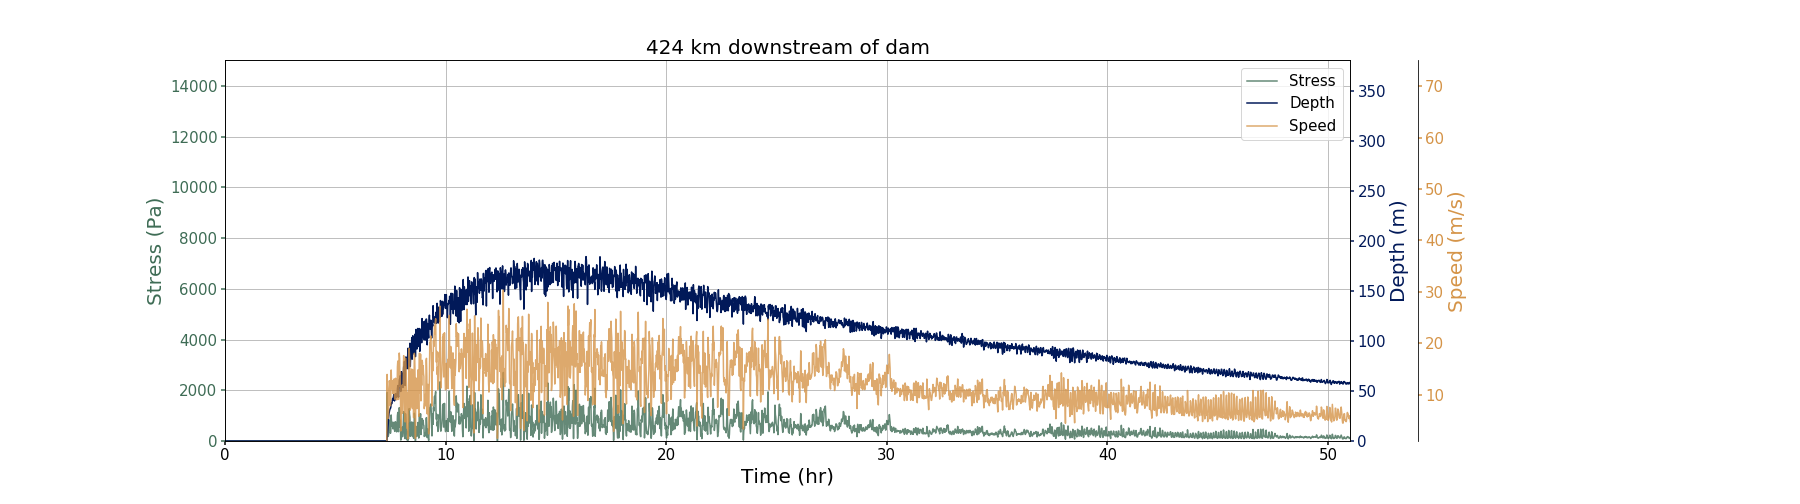 424 km downstream of dam
Stress (Pa)
14000
12000
10000
8000
6000
4000
2000
0
Stress
Depth
Speed
350
300
250
200
150
100
50
0
Depth (m)
70
60
50
40
30
20
10
Speed (m/s)
0 10 20 30 40 50
Time (hr)